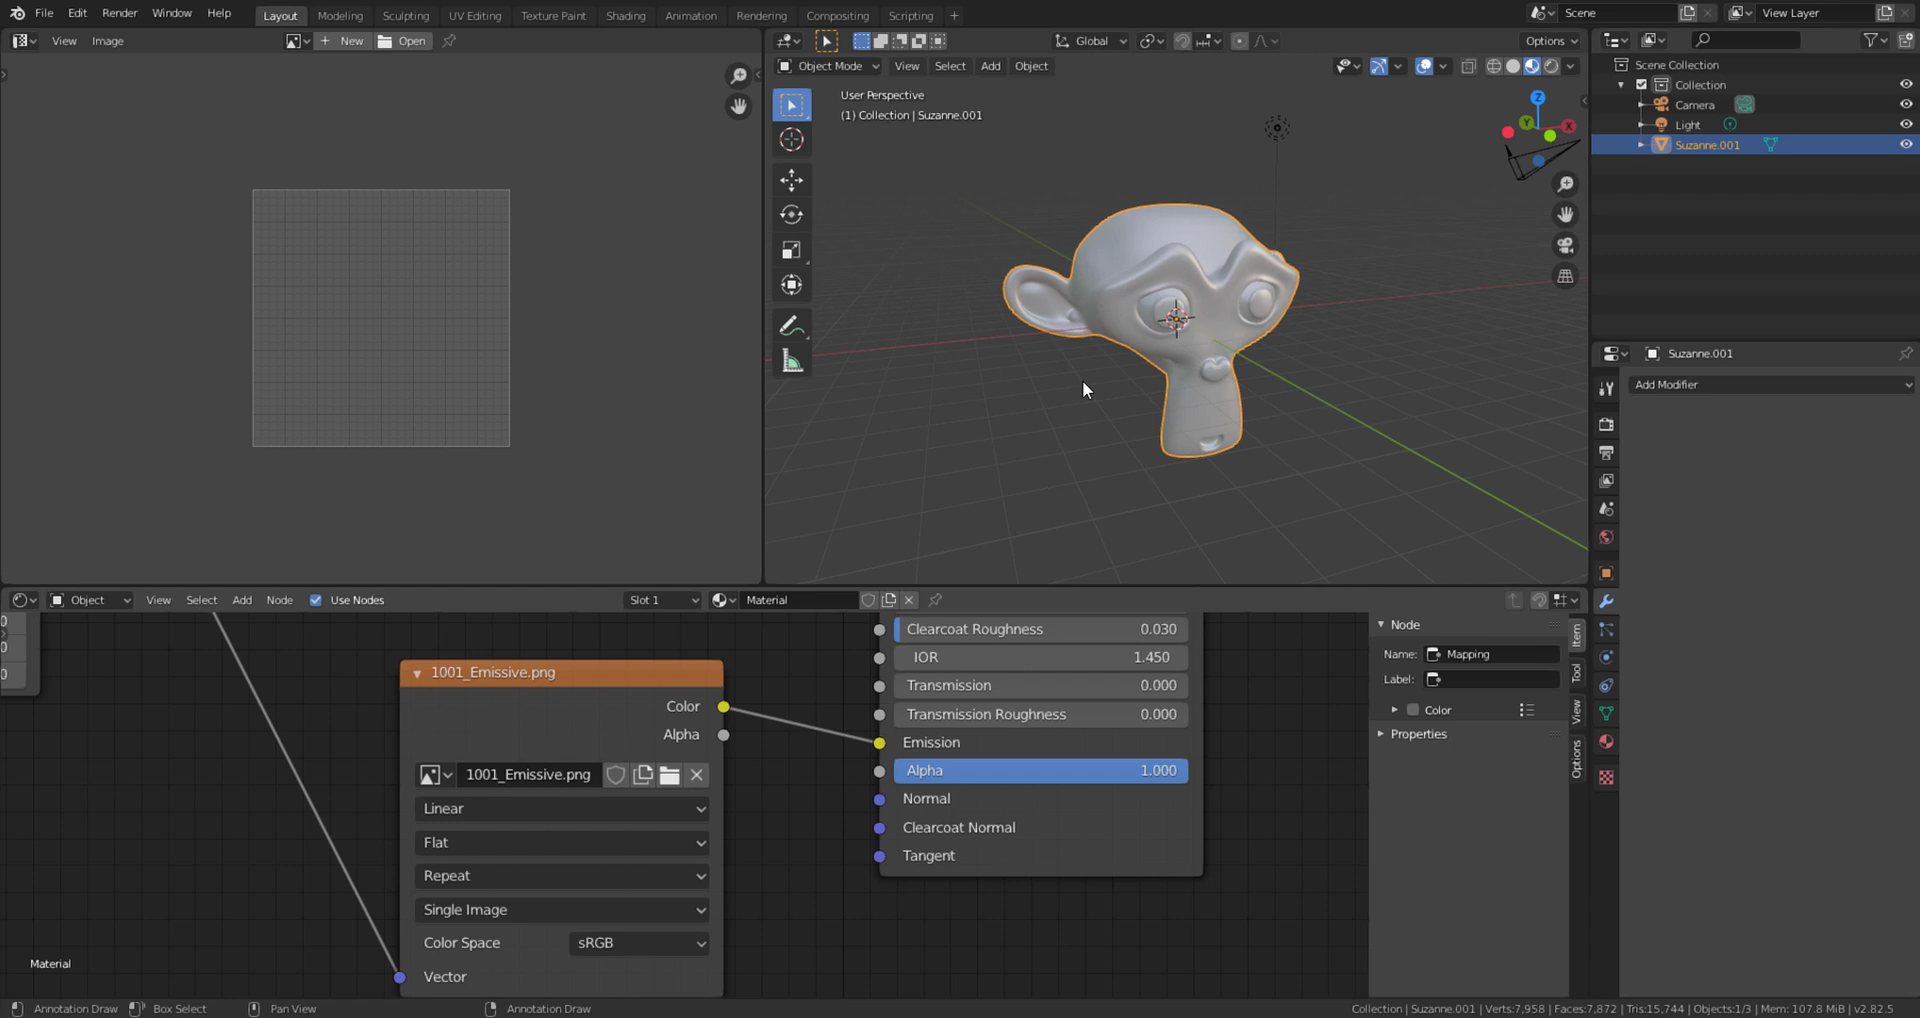 File Edit Render Window Help Layout Modeling Sculpting UV Editing Texture Paint Shading Animation Rendering Compositing Scripting + Scene View Layer
View Image + New Open
Global Options
Object Mode View Select Add Object
User Perspective
(1) Collection | Suzanne.001
Z
Y
X
Scene Collection
Collection
Camera
Light
Suzanne.001
Suzanne.001
Add Modifier
Object View Select Add Node Use Nodes Slot 1 Material
0
0
0
1001_Emissive.png
Color
Alpha
1001_Emissive.png
Linear
Flat
Repeat
Single Image
Color Space sRGB
Vector
Clearcoat Roughness 0.030
IOR 1.450
Transmission 0.000
Transmission Roughness 0.000
Emission
Alpha 1.000
Normal
Clearcoat Normal
Tangent
Node
Name: Mapping
Label:
Color
Properties
Item
Tool
View
Options
Material
Annotation Draw Box Select Pan View Annotation Draw Collection | Suzanne.001 | Verts:7,958 | Faces:7,872 | Tris:15,744 | Objects:1/3 | Mem: 107.8 MiB | v2.82.5